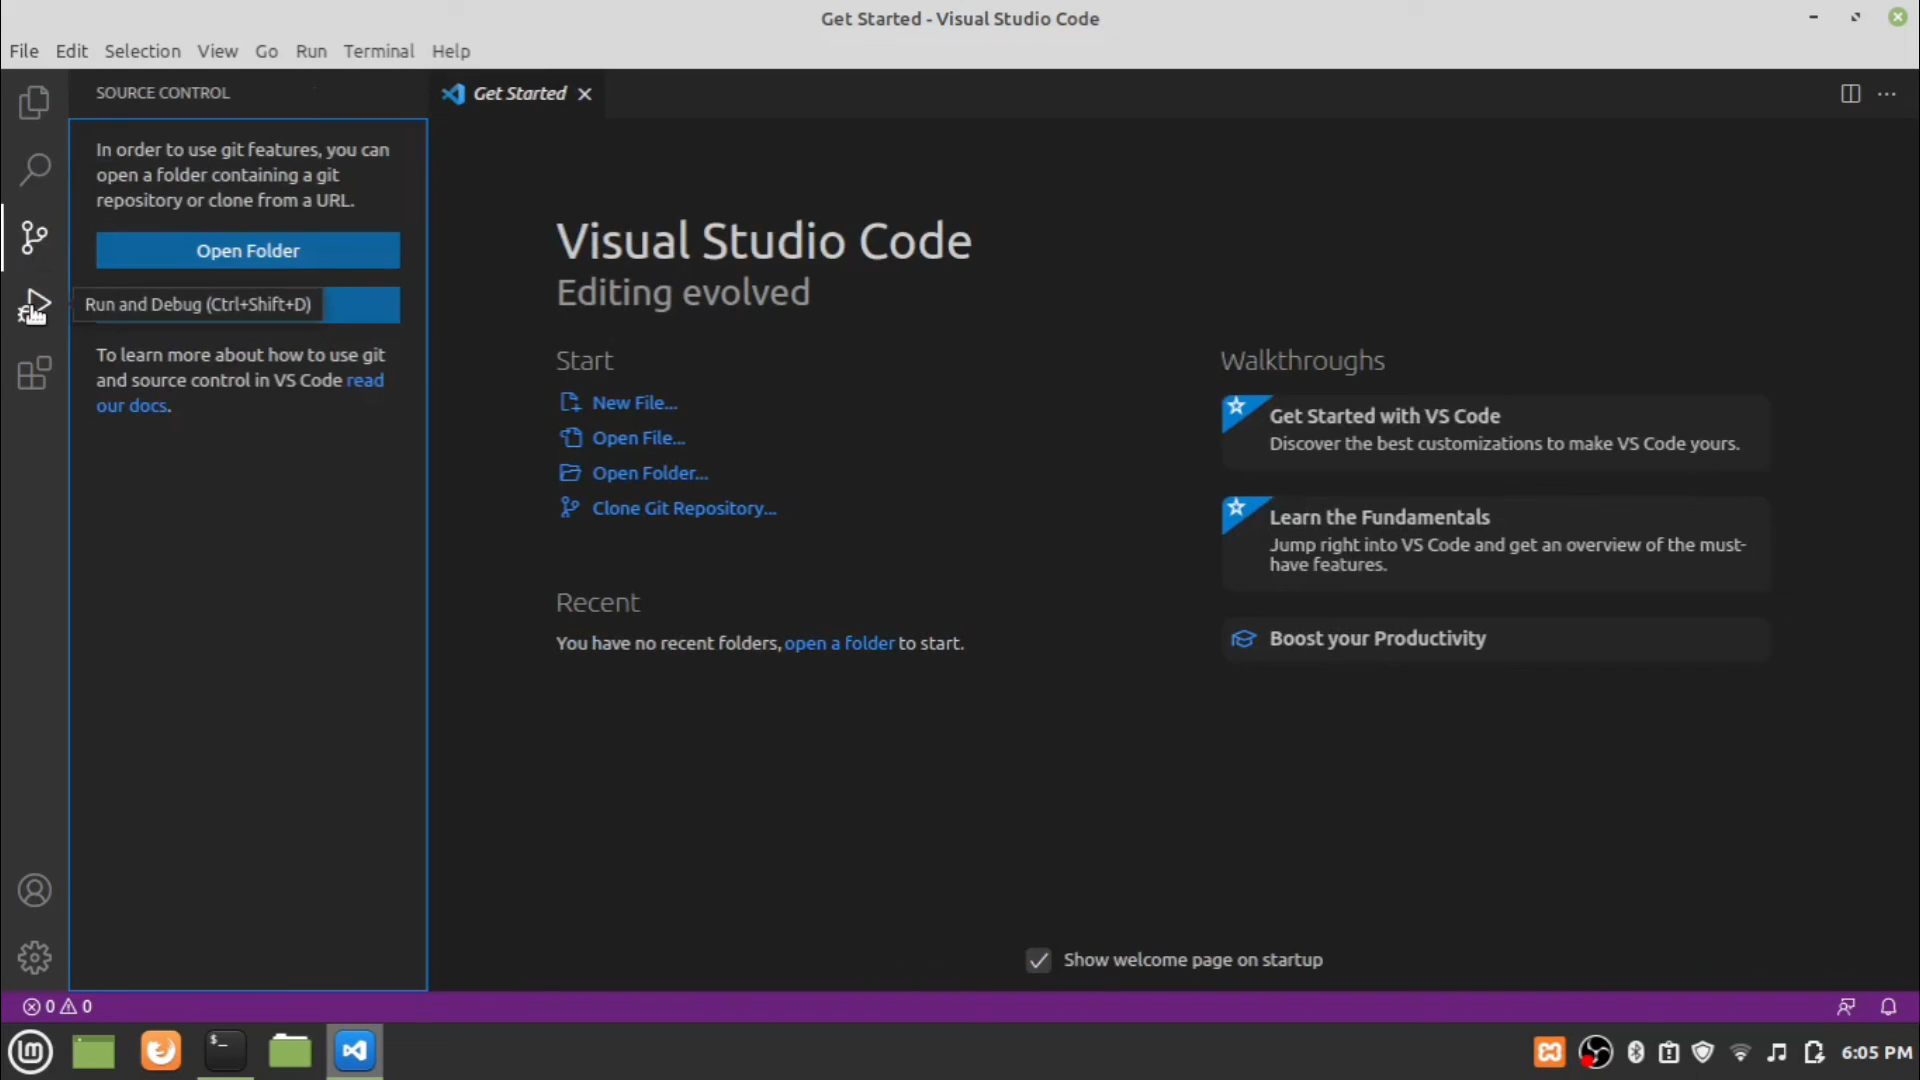 Get Started - Visual Studio Code
File Edit Selection View Go Run Terminal Help
SOURCE CONTROL
Get Started
In order to use git features, you can
open a folder containing a git
repository or clone from a URL.
Open Folder
Run and Debug (Ctrl+Shift+D)
To learn more about how to use git
and source control in VS Code read
our docs.
Visual Studio Code
Editing evolved
Start
New File...
Open File...
Open Folder...
Clone Git Repository...
Recent
You have no recent folders, open a folder to start.
Walkthroughs
Get Started with VS Code
Discover the best customizations to make VS Code yours.
Learn the Fundamentals
Jump right into VS Code and get an overview of the must-
have features.
Boost your Productivity
Show welcome page on startup
0 0
$_
6:05 PM